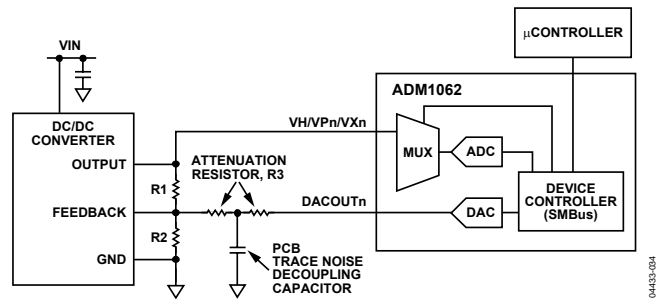 µCONTROLLER
VIN
ADM1062
DC/DC
CONVERTER
VH/VPn/VXn
MUX
ADC
OUTPUT
ATTENUATION
RESISTOR, R3
R1
DEVICE
CONTROLLER
(SMBus)
FEEDBACK
DACOUTn
DAC
R2
PCB
TRACE NOISE
DECOUPLING
CAPACITOR
GND
04433-034